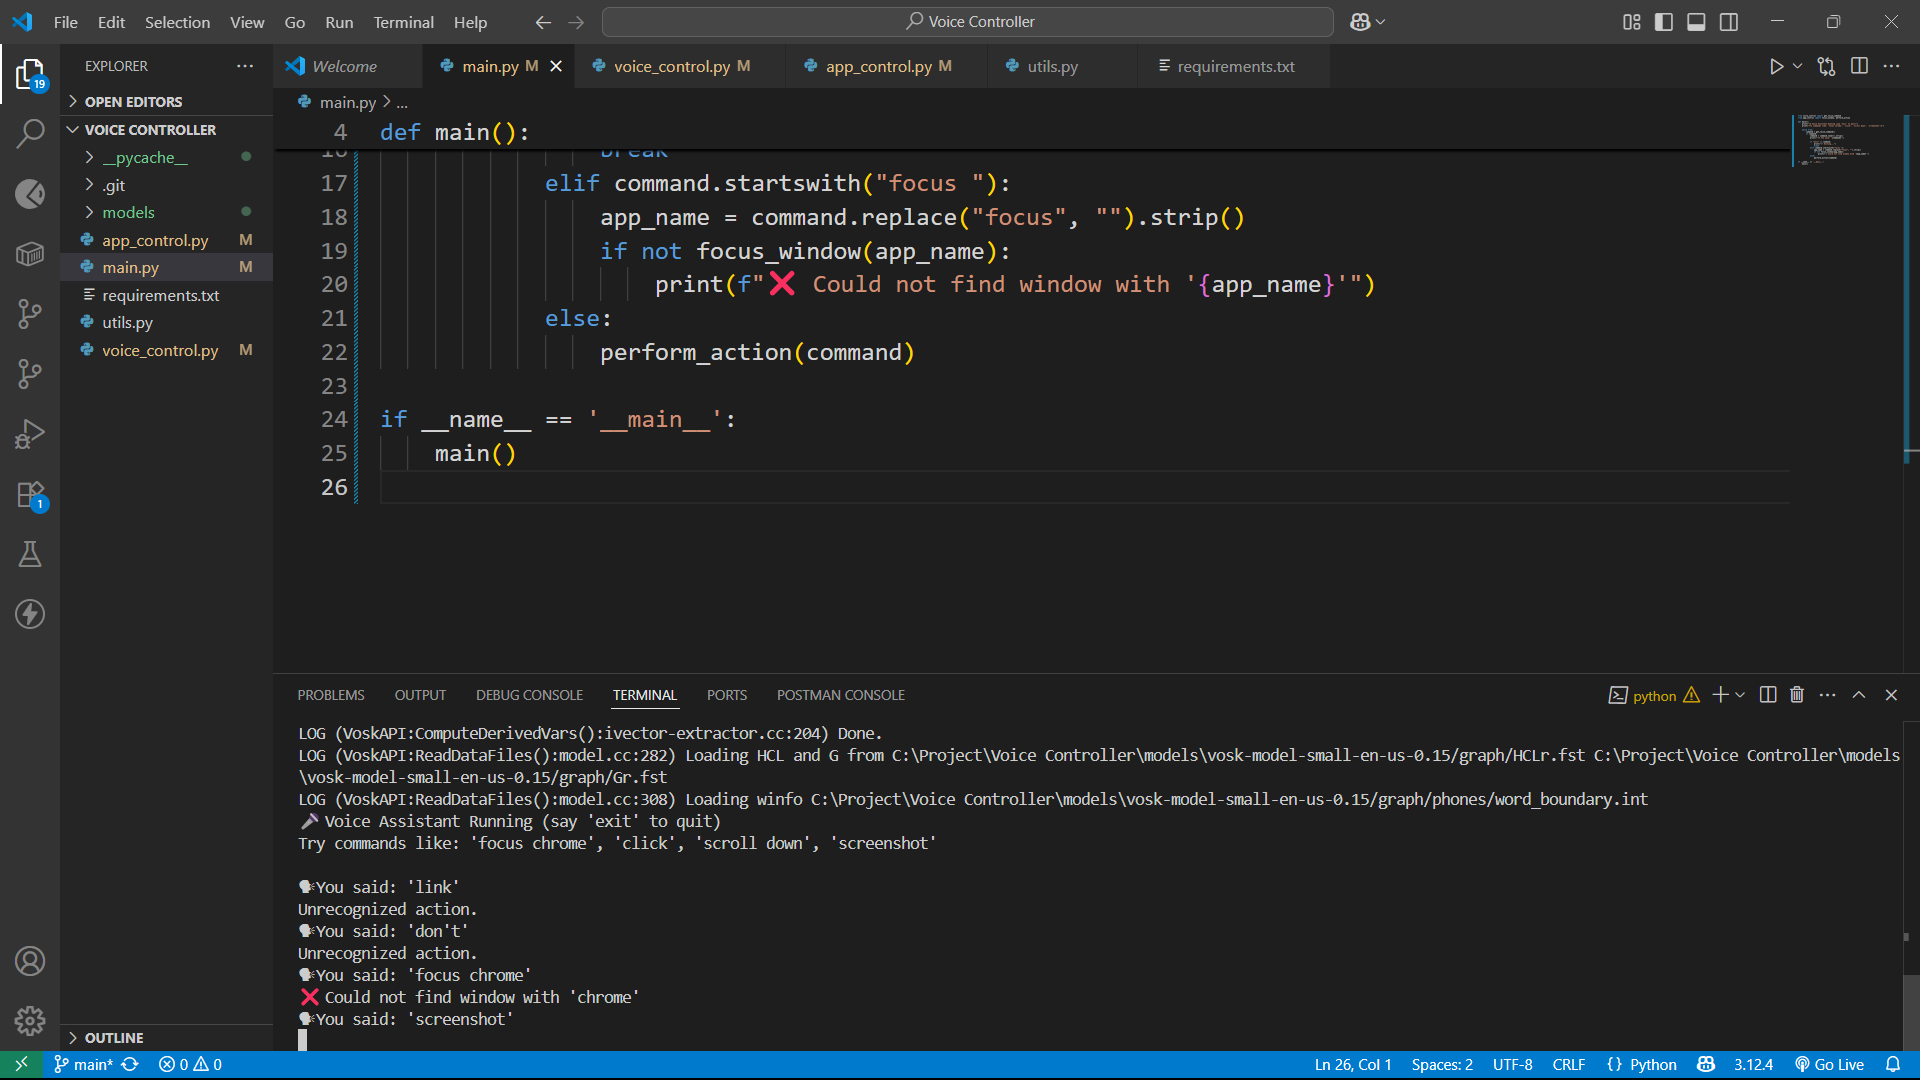 File Edit Selection View Go Run Terminal Help
Voice Controller
EXPLORER
OPEN EDITORS
VOICE CONTROLLER
__pycache__
.git
models
app_control.py M
main.py M
requirements.txt
utils.py
voice_control.py M
OUTLINE
19
1
Welcome
main.py M
voice_control.py M
app_control.py M
utils.py
requirements.txt
main.py > ...
4 def main():
16 break
17 elif command.startswith("focus "):
18 app_name = command.replace("focus", "").strip()
19 if not focus_window(app_name):
20 print(f"❌ Could not find window with '{app_name}'")
21 else:
22 perform_action(command)
23
24 if __name__ == '__main__':
25 main()
26
PROBLEMS OUTPUT DEBUG CONSOLE TERMINAL PORTS POSTMAN CONSOLE
python
LOG (VoskAPI:ComputeDerivedVars():ivector-extractor.cc:204) Done.
LOG (VoskAPI:ReadDataFiles():model.cc:282) Loading HCL and G from C:\Project\Voice Controller\models\vosk-model-small-en-us-0.15/graph/HCLr.fst C:\Project\Voice Controller\models
\vosk-model-small-en-us-0.15/graph/Gr.fst
LOG (VoskAPI:ReadDataFiles():model.cc:308) Loading winfo C:\Project\Voice Controller\models\vosk-model-small-en-us-0.15/graph/phones/word_boundary.int
🎤 Voice Assistant Running (say 'exit' to quit)
Try commands like: 'focus chrome', 'click', 'scroll down', 'screenshot'
🗣You said: 'link'
Unrecognized action.
🗣You said: 'don't'
Unrecognized action.
🗣You said: 'focus chrome'
❌ Could not find window with 'chrome'
🗣You said: 'screenshot'
main* 0 0
Ln 26, Col 1 Spaces: 2 UTF-8 CRLF {} Python 3.12.4 Go Live